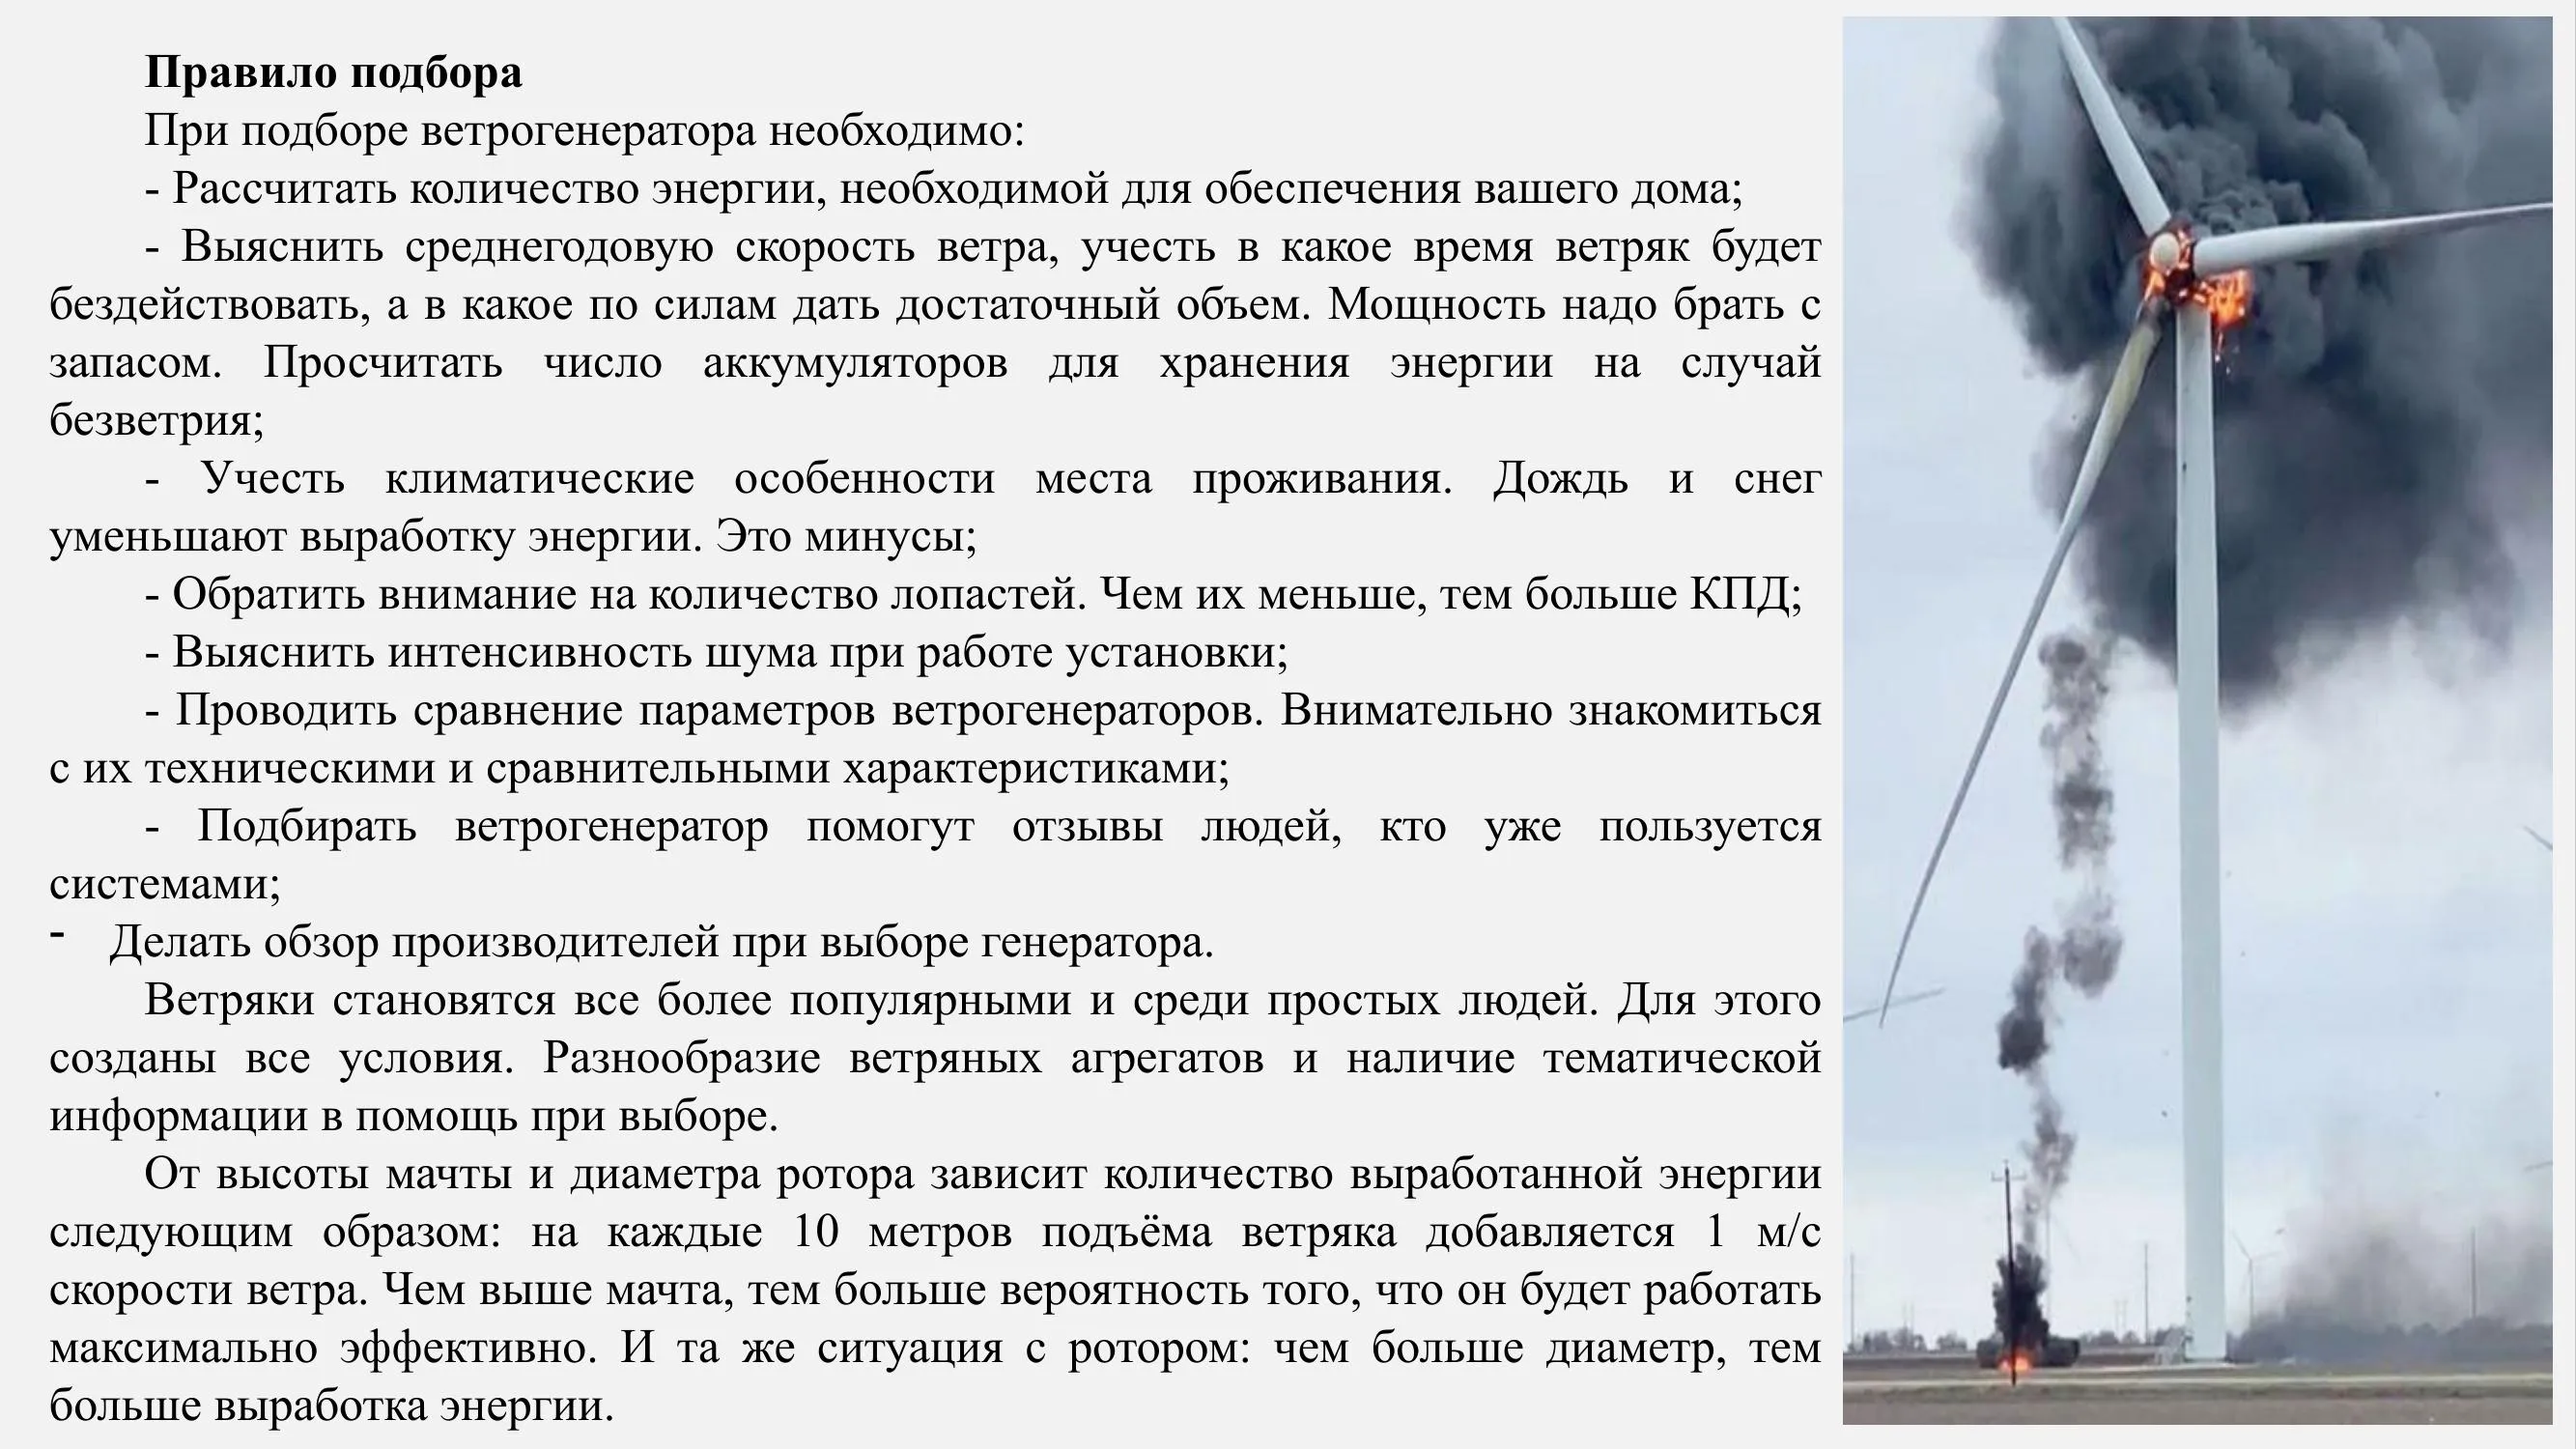 Правило подбора
При подборе ветрогенератора необходимо:
- Рассчитать количество энергии, необходимой для обеспечения вашего дома;
- Выяснить среднегодовую скорость ветра, учесть в какое время ветряк будет
бездействовать, а в какое по силам дать достаточный объем. Мощность надо брать с
запасом. Просчитать число аккумуляторов для хранения энергии на случай
безветрия;
- Учесть климатические особенности места проживания. Дождь и снег
уменьшают выработку энергии. Это минусы;
- Обратить внимание на количество лопастей. Чем их меньше, тем больше КПД;
- Выяснить интенсивность шума при работе установки;
- Проводить сравнение параметров ветрогенераторов. Внимательно знакомиться
с их техническими и сравнительными характеристиками;
- Подбирать ветрогенератор помогут отзывы людей, кто уже пользуется
системами;
- Делать обзор производителей при выборе генератора.
Ветряки становятся все более популярными и среди простых людей. Для этого
созданы все условия. Разнообразие ветряных агрегатов и наличие тематической
информации в помощь при выборе.
От высоты мачты и диаметра ротора зависит количество выработанной энергии
следующим образом: на каждые 10 метров подъёма ветряка добавляется 1 м/с
скорости ветра. Чем выше мачта, тем больше вероятность того, что он будет работать
максимально эффективно. И та же ситуация с ротором: чем больше диаметр, тем
больше выработка энергии.